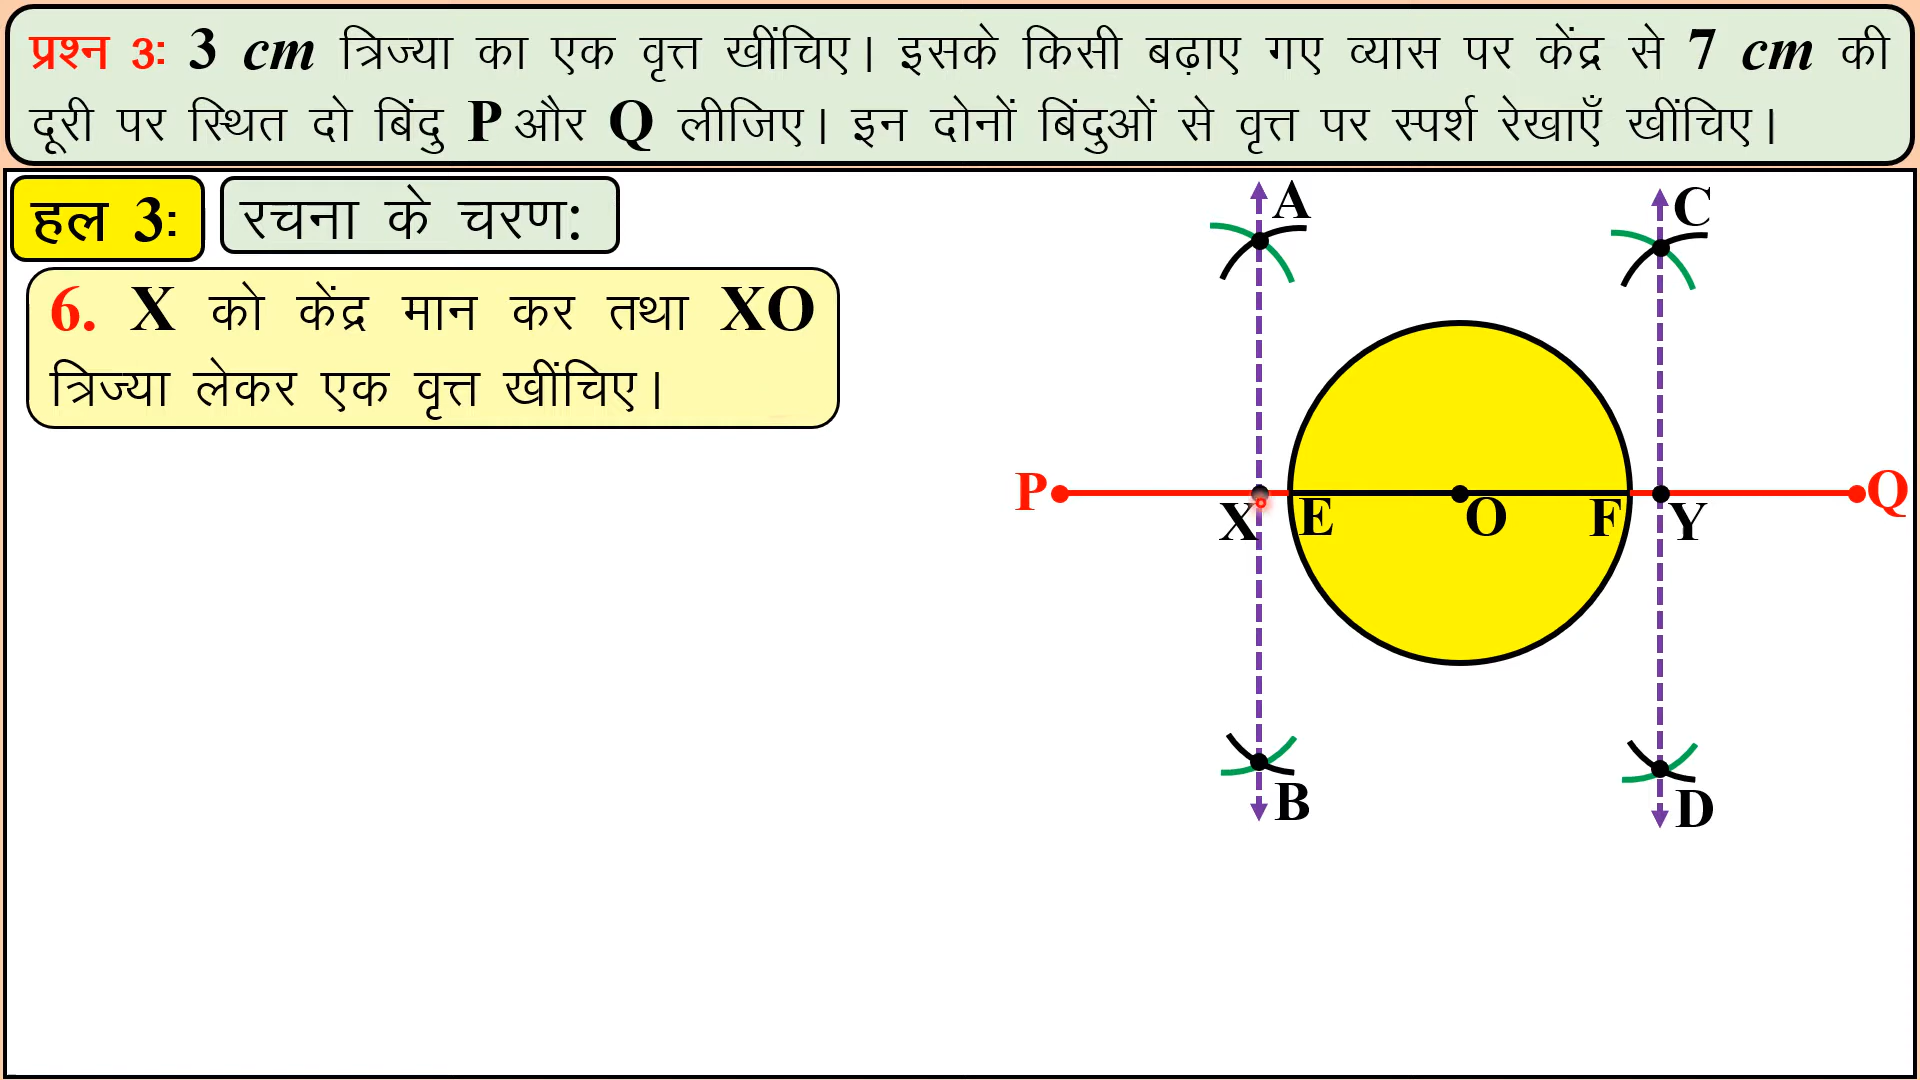 प्रश्न 3: 3 cm त्रिज्या का एक वृत्त खींचिए। इसके किसी बढ़ाए गए व्यास पर केंद्र से 7 cm की
दूरी पर स्थित दो बिंदु P और Q लीजिए। इन दोनों बिंदुओं से वृत्त पर स्पर्श रेखाएँ खींचिए।
हल 3: रचना के चरण:
6. X को केंद्र मान कर तथा XO
त्रिज्या लेकर एक वृत्त खींचिए।
A C
P X E O F Y Q
B D